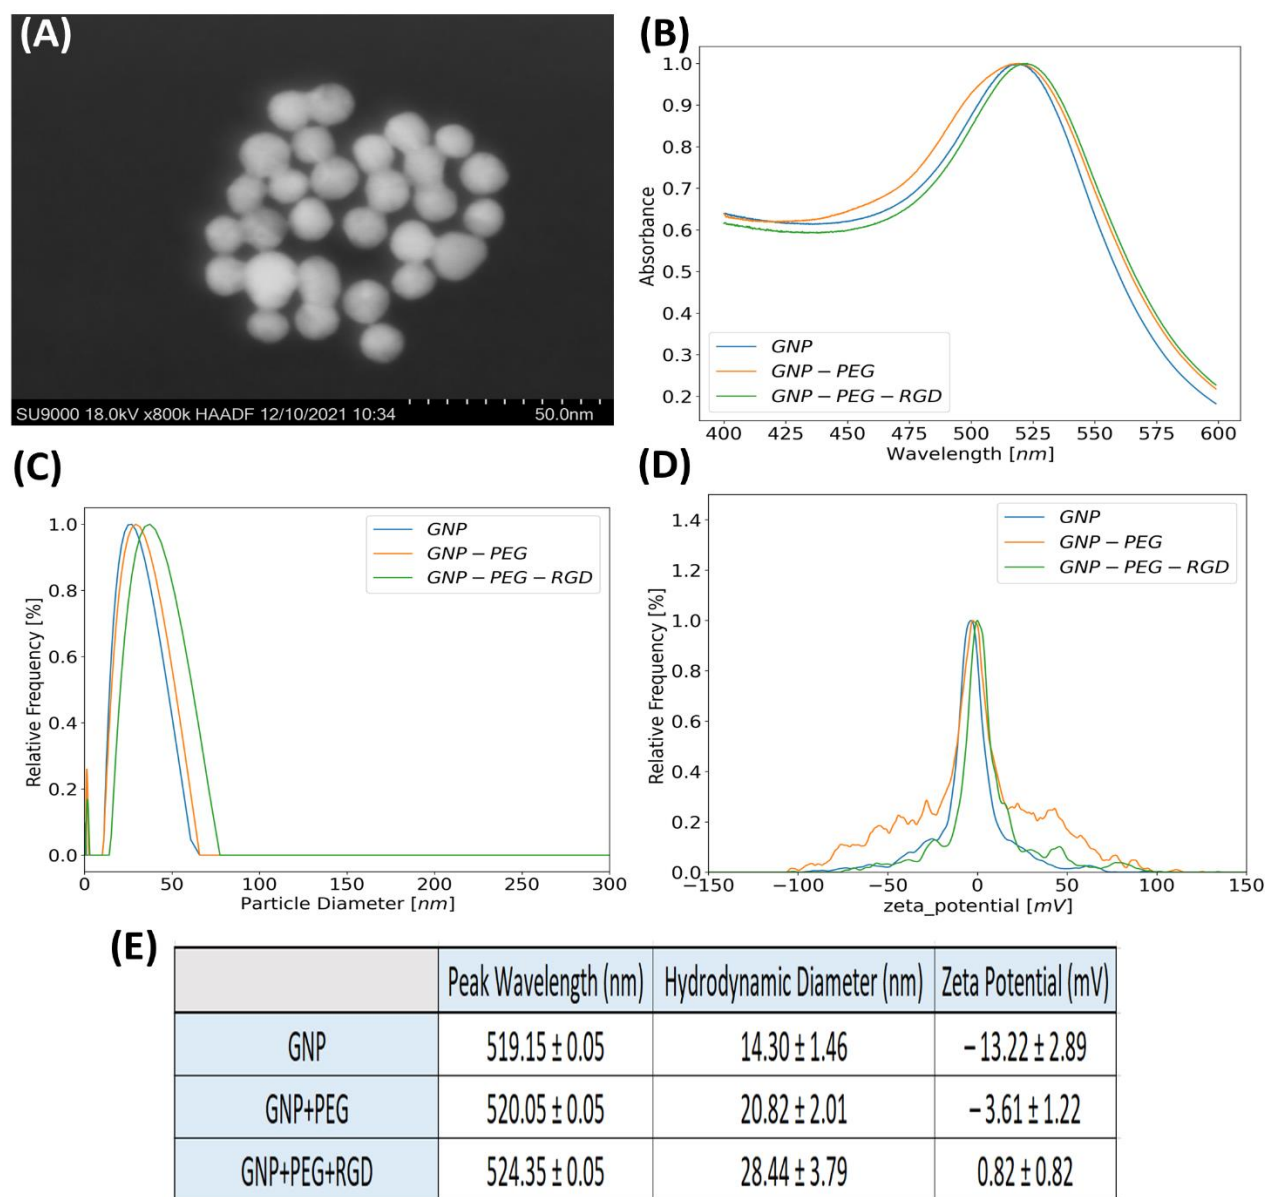 (A)
SU9000 18.0kV x800k HAADF 12/10/2021 10:34 50.0nm
(B)
1.0
0.9
0.8
0.7
0.6
0.5
0.4
0.3
0.2
Absorbance
GNP
GNP − PEG
GNP − PEG − RGD
400 425 450 475 500 525 550 575 600
Wavelength [nm]
(C)
1.0
0.8
0.6
0.4
0.2
0.0
Relative Frequency [%]
GNP
GNP − PEG
GNP − PEG − RGD
0 50 100 150 200 250 300
Particle Diameter [nm]
(D)
1.4
1.2
1.0
0.8
0.6
0.4
0.2
0.0
Relative Frequency [%]
GNP
GNP − PEG
GNP − PEG − RGD
−150 −100 −50 0 50 100 150
zeta_potential [mV]
(E)
Peak Wavelength (nm) Hydrodynamic Diameter (nm) Zeta Potential (mV)
GNP 519.15 ± 0.05 14.30 ± 1.46 −13.22 ± 2.89
GNP+PEG 520.05 ± 0.05 20.82 ± 2.01 −3.61 ± 1.22
GNP+PEG+RGD 524.35 ± 0.05 28.44 ± 3.79 0.82 ± 0.82